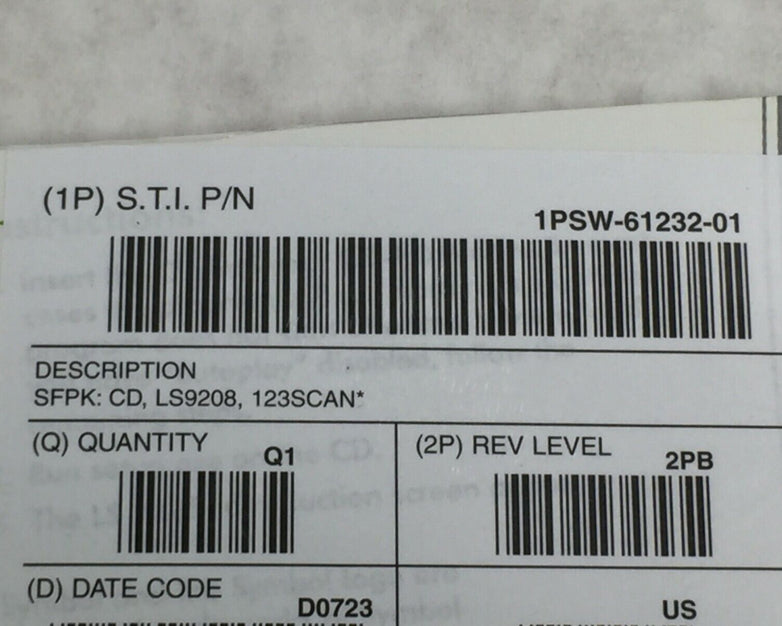 (1P) S.T.I. P/N
1PSW-61232-01
DESCRIPTION
SFPK: CD, LS9208, 123SCAN*
(Q) QUANTITY
Q1
(2P) REV LEVEL
2PB
(D) DATE CODE
D0723
US